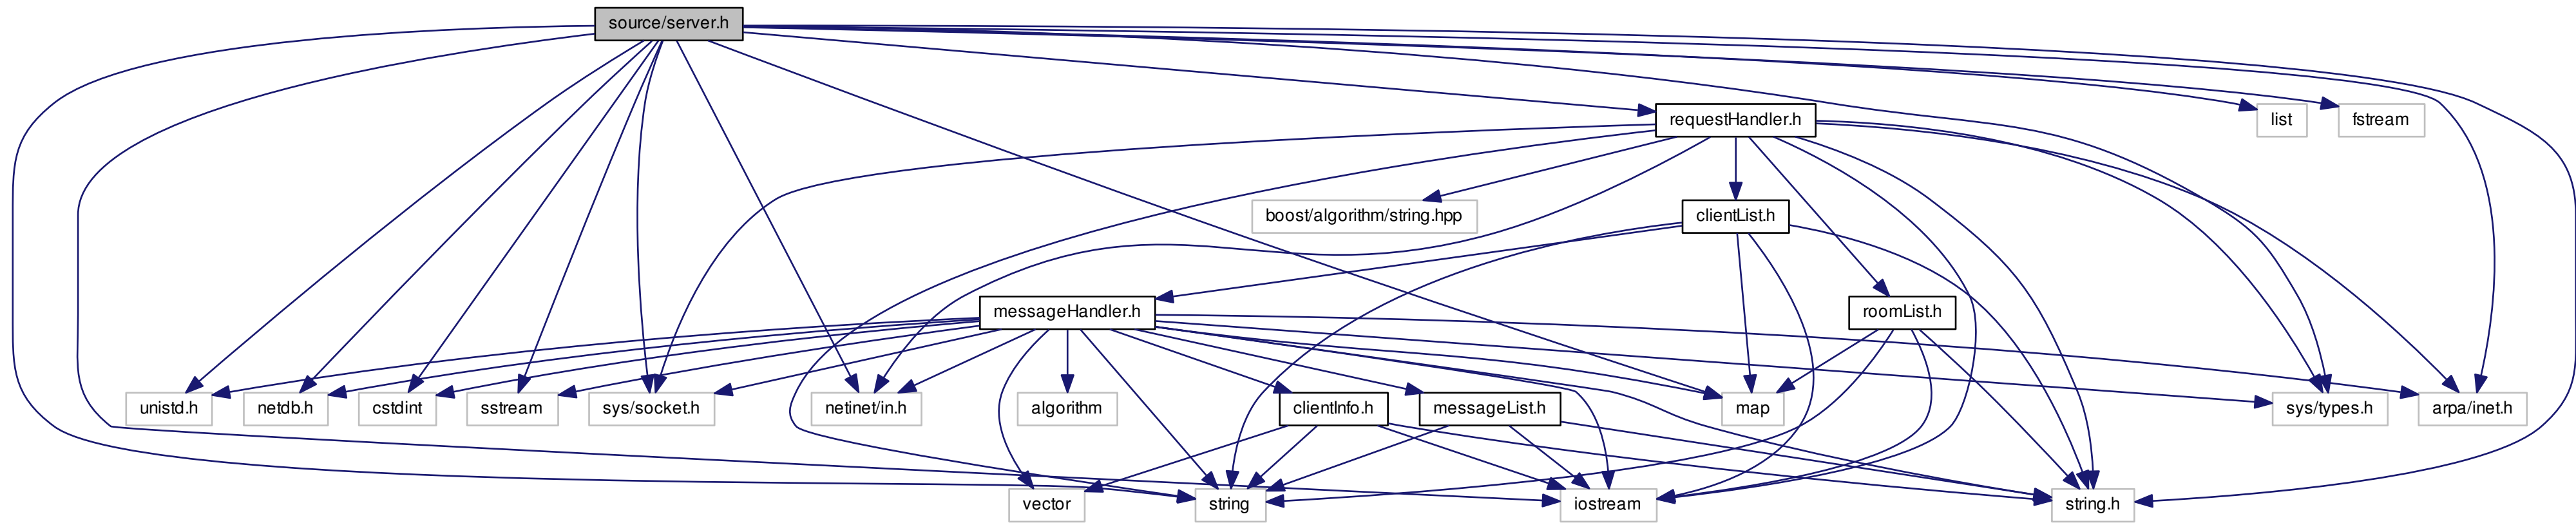 source/server.h
requestHandler.h
list
fstream
boost/algorithm/string.hpp
clientList.h
messageHandler.h
roomList.h
unistd.h
netdb.h
cstdint
sstream
sys/socket.h
netinet/in.h
algorithm
clientInfo.h
messageList.h
map
sys/types.h
arpa/inet.h
vector
string
iostream
string.h